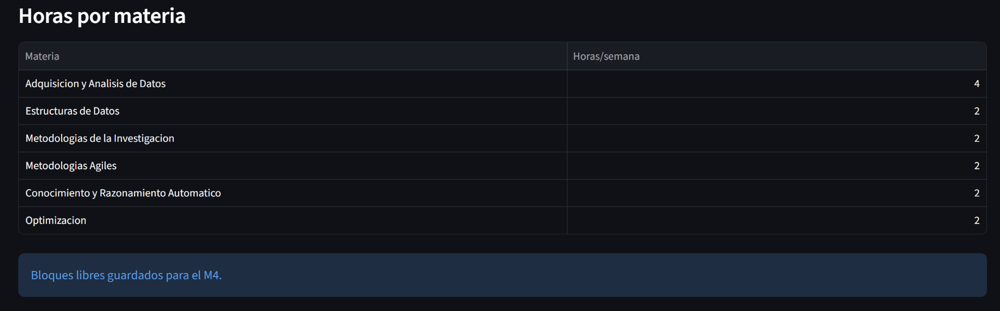 Horas por materia
Materia Horas/semana
Adquisicion y Analisis de Datos 4
Estructuras de Datos 2
Metodologias de la Investigacion 2
Metodologias Agiles 2
Conocimiento y Razonamiento Automatico 2
Optimizacion 2
Bloques libres guardados para el M4.